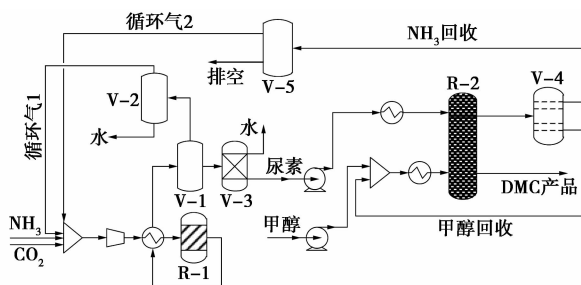 循环气2
NH3回收
V-5
排空
R-2
V-4
循环气1
V-2
水
水
尿素
V-1
V-3
DMC产品
NH3
CO2
甲醇
甲醇回收
R-1